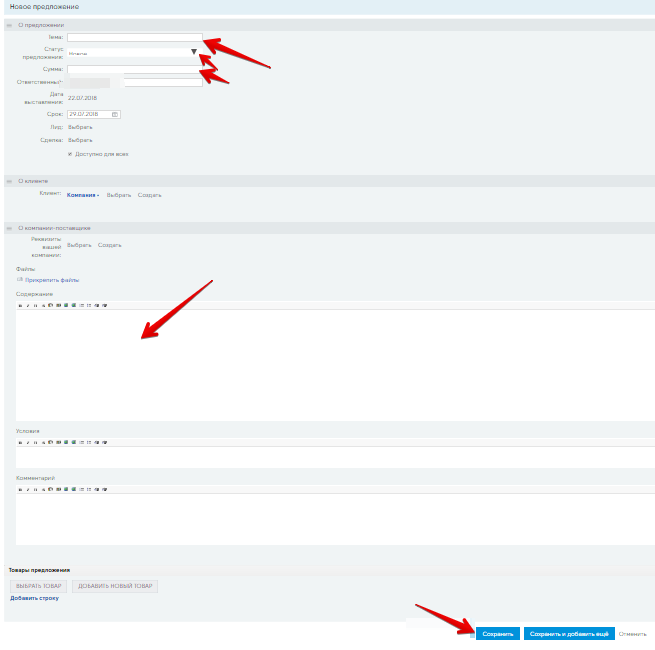 Новое предложение
О предложении
Тема:
Статус
предложения:
Новое
Сумма:
Ответственный:
Дата
выставления:
22.07.2018
Срок:
29.07.2018
Лид:
Выбрать
Сделка:
Выбрать
Доступно для всех
О клиенте
Клиент:
Компания
Выбрать
Создать
О компании-поставщике
Реквизиты
вашей
компании:
Выбрать
Создать
Файлы
Прикрепить файлы
Содержание
Условия
Комментарий
Товары предложения
ВЫБРАТЬ ТОВАР
ДОБАВИТЬ НОВЫЙ ТОВАР
Добавить строку
Сохранить
Сохранить и добавить ещё
Отменить